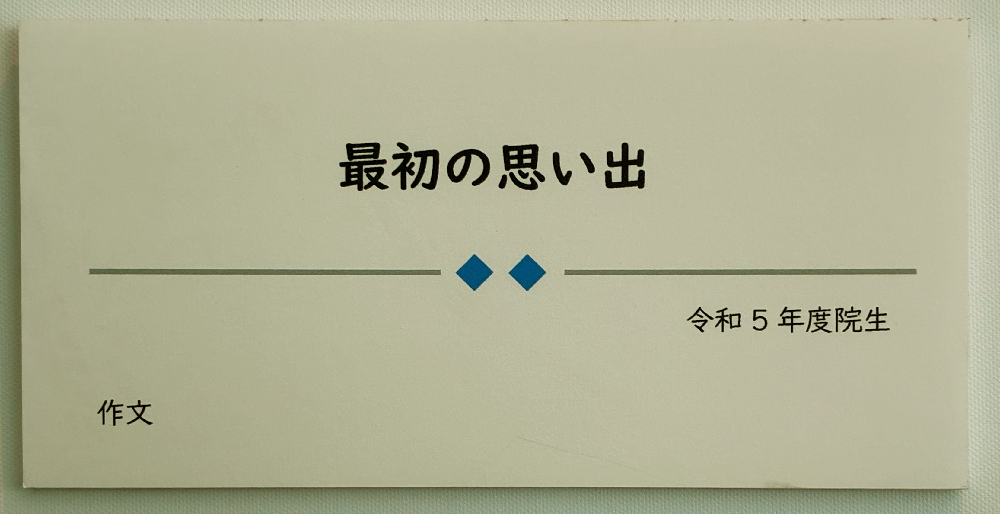 最初の思い出
令和5年度院生
作文